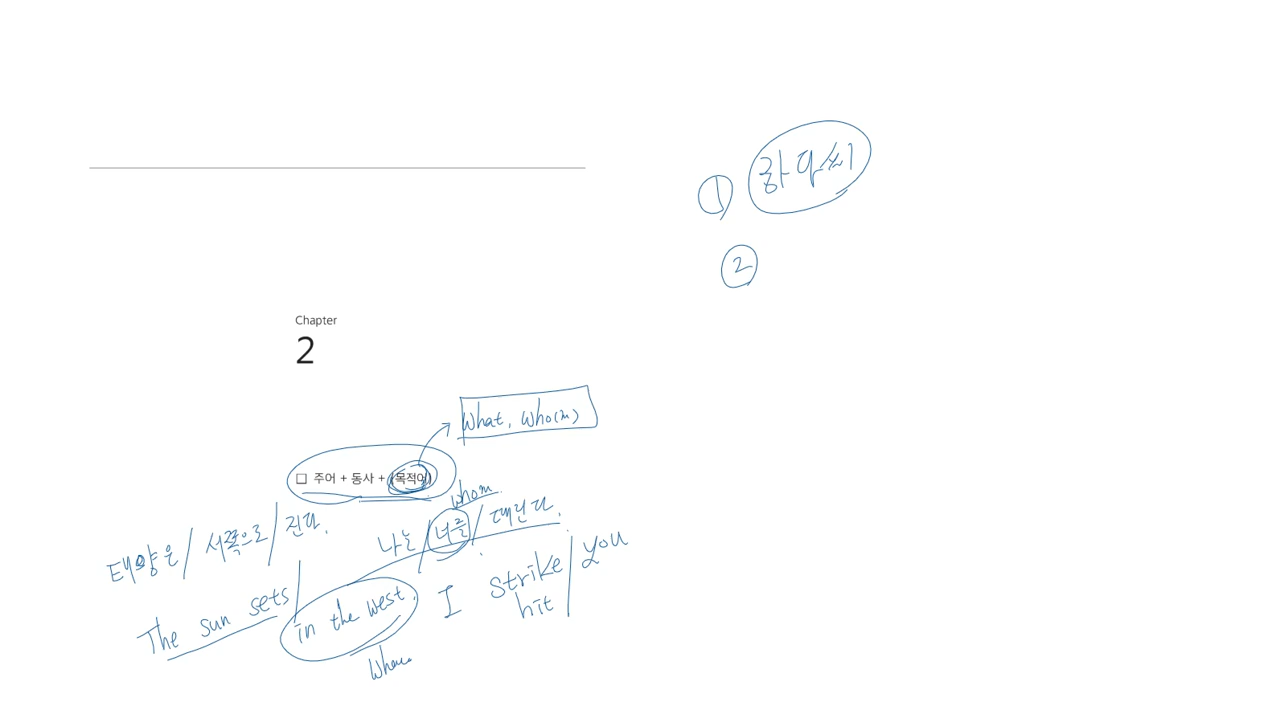 ①
②
Chapter
2
What, Who(m)
□ 주어 + 동사 + (목적어)
whom
태양은 / 서쪽으로 / 진다.
나는 / 너를 / 때린다.
The sun sets / in the west.
I strike / you
hit